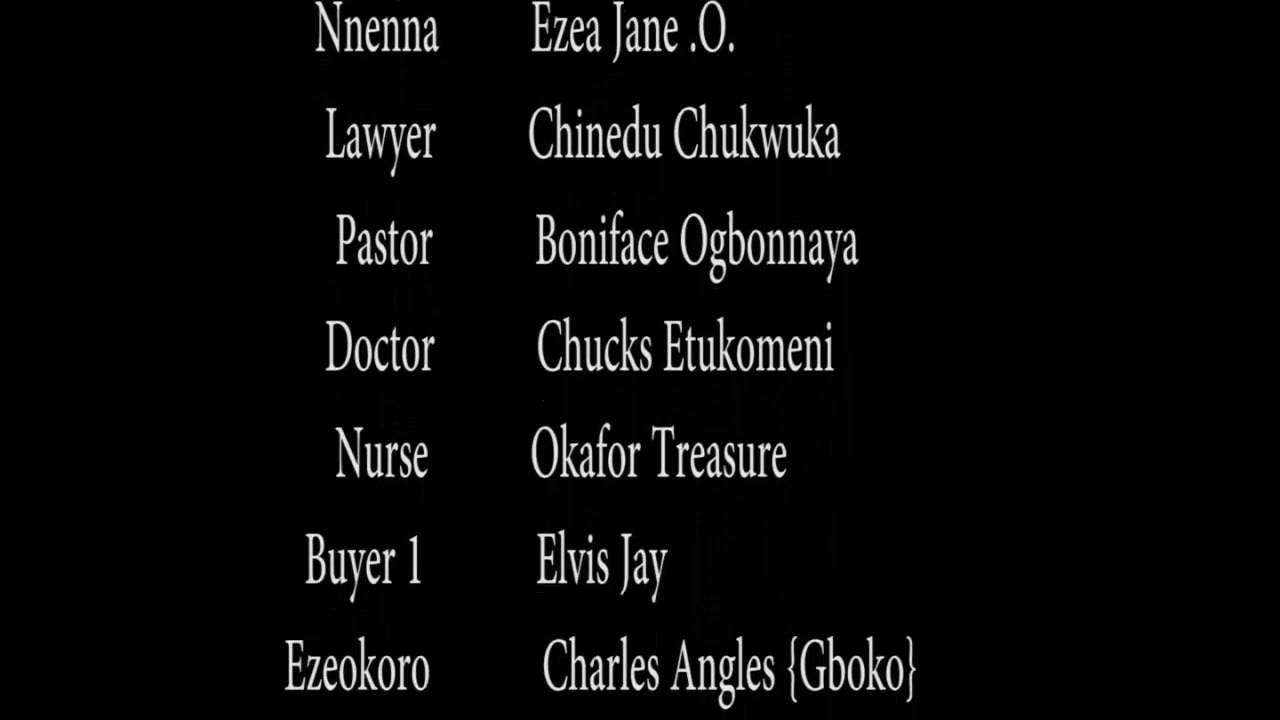 Nnenna Ezea Jane .O.
Lawyer Chinedu Chukwuka
Pastor Boniface Ogbonnaya
Doctor Chucks Etukomeni
Nurse Okafor Treasure
Buyer 1 Elvis Jay
Ezeokoro Charles Angles {Gboko}